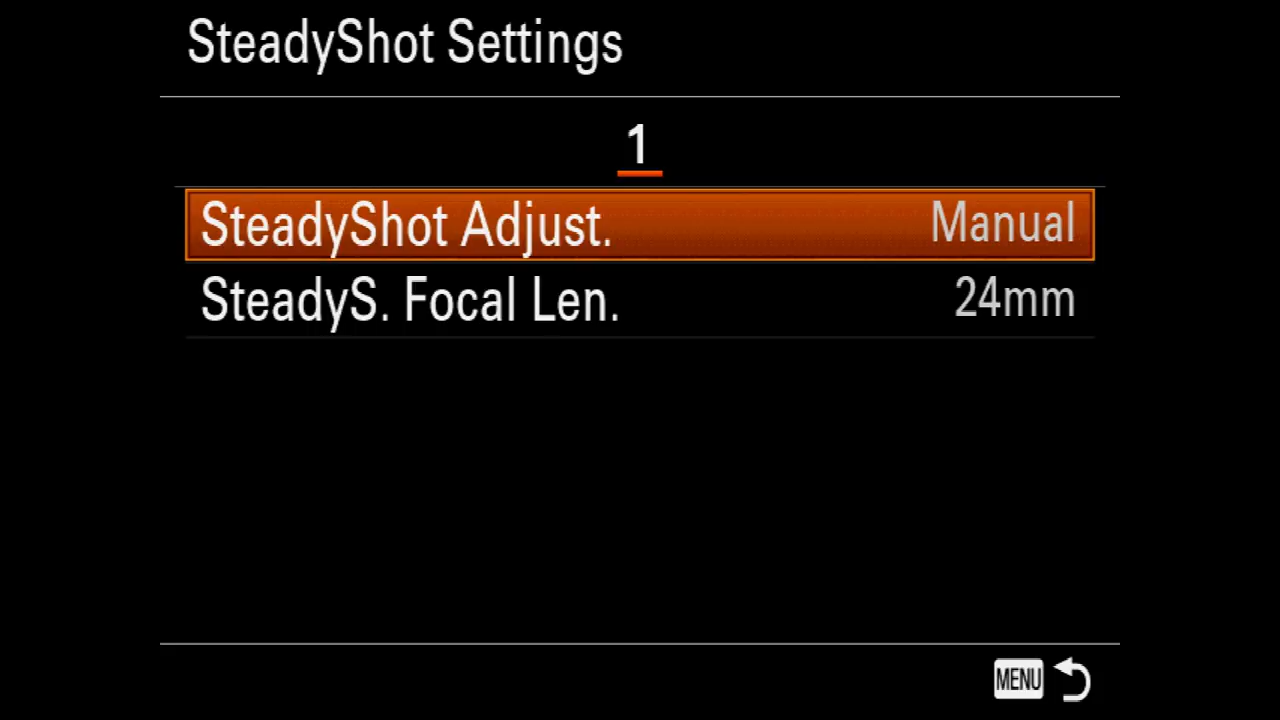 SteadyShot Settings
1
SteadyShot Adjust. Manual
SteadyS. Focal Len. 24mm
MENU